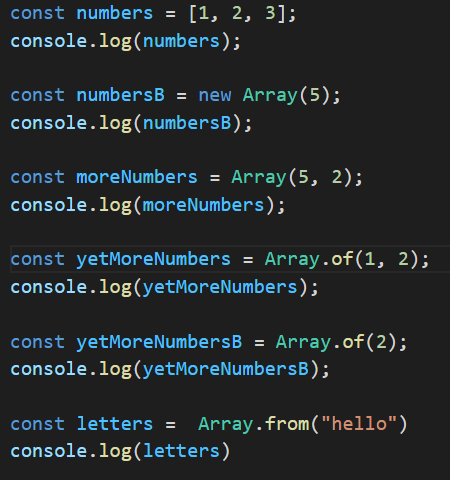 const numbers = [1, 2, 3];
console.log(numbers);
const numbersB = new Array(5);
console.log(numbersB);
const moreNumbers = Array(5, 2);
console.log(moreNumbers);
const yetMoreNumbers = Array.of(1, 2);
console.log(yetMoreNumbers);
const yetMoreNumbersB = Array.of(2);
console.log(yetMoreNumbersB);
const letters =  Array.from("hello")
console.log(letters)